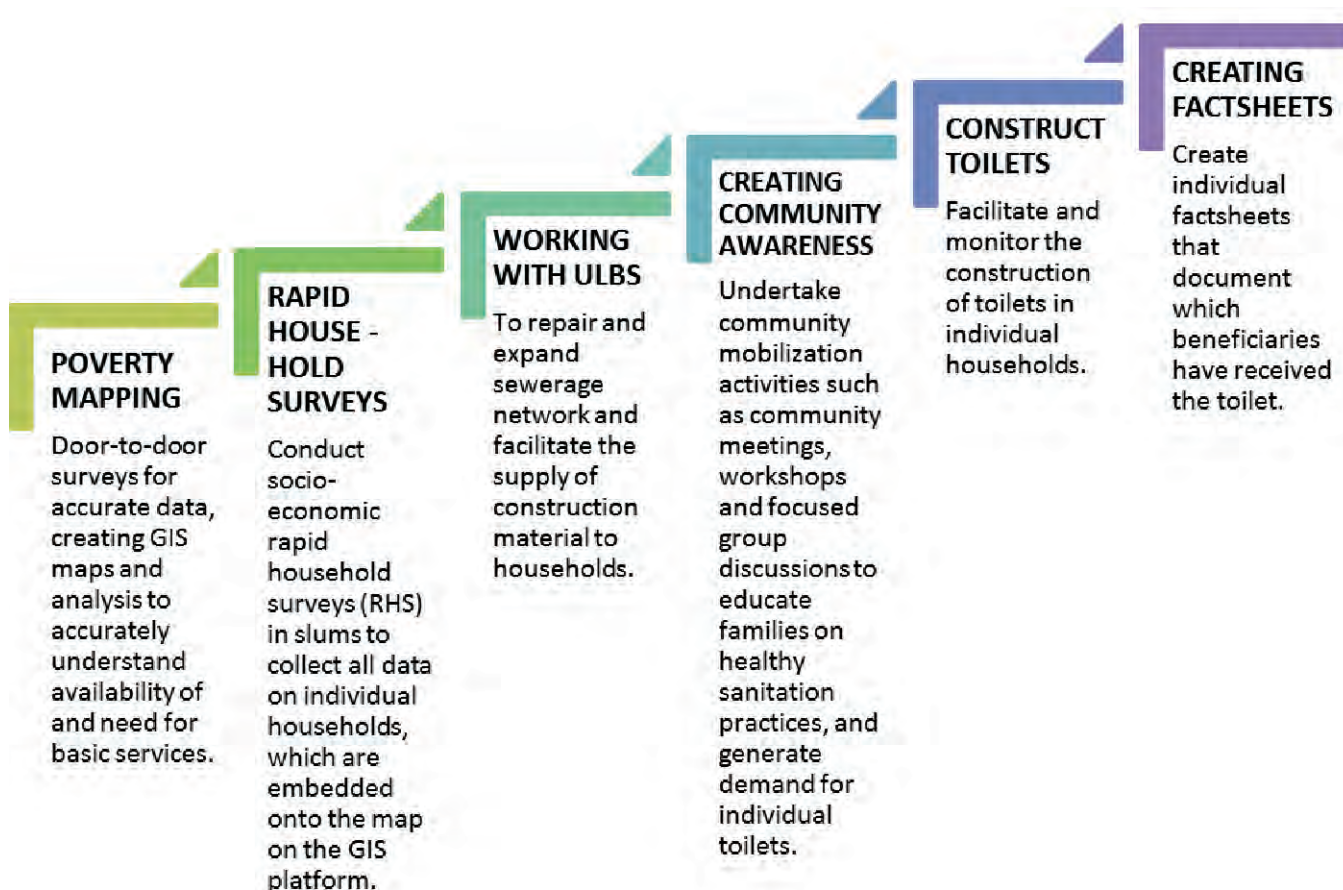 POVERTY
MAPPING
Door-to-door
surveys for
accurate data,
creating GIS
maps and
analysis to
accurately
understand
availability of
and need for
basic services.
RAPID
HOUSE -
HOLD
SURVEYS
Conduct
socio-
economic
rapid
household
surveys (RHS)
in slums to
collect all data
on individual
households,
which are
embedded
onto the map
on the GIS
platform.
WORKING
WITH ULBS
To repair and
expand
sewerage
network and
facilitate the
supply of
construction
material to
households.
CREATING
COMMUNITY
AWARENESS
Undertake
community
mobilization
activities such
as community
meetings,
workshops
and focused
group
discussions to
educate
families on
healthy
sanitation
practices, and
generate
demand for
individual
toilets.
CONSTRUCT
TOILETS
Facilitate and
monitor the
construction
of toilets in
individual
households.
CREATING
FACTSHEETS
Create
individual
factsheets
that
document
which
beneficiaries
have received
the toilet.